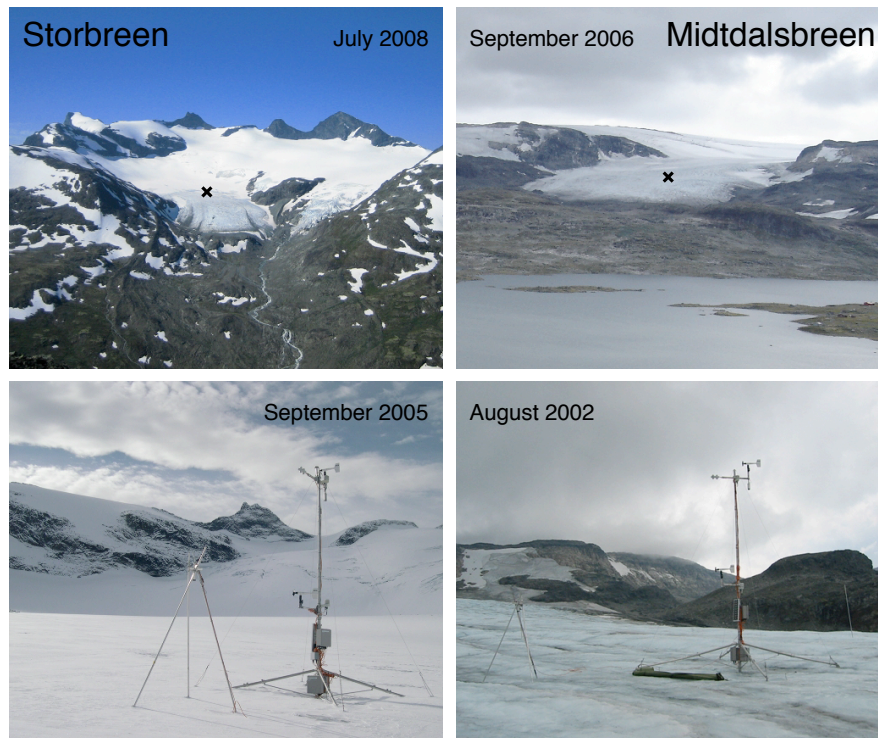 Storbreen
July 2008
September 2006
Midtdalsbreen
September 2005
August 2002